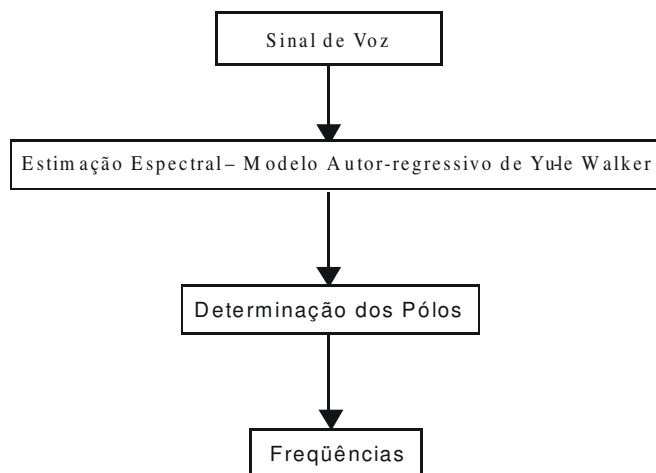 Sinal de Voz
Estimação Espectral– Modelo Autor-regressivo de Yule Walker
Determinação dos Pólos
Freqüências